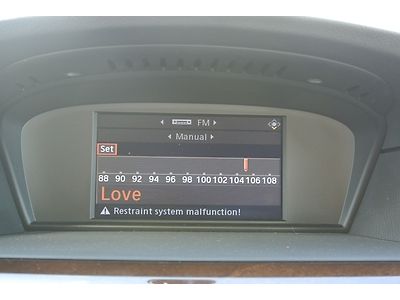 FM
Manual
Set
88 90 92 94 96 98 100 102 104 106 108
Love
Restraint system malfunction!